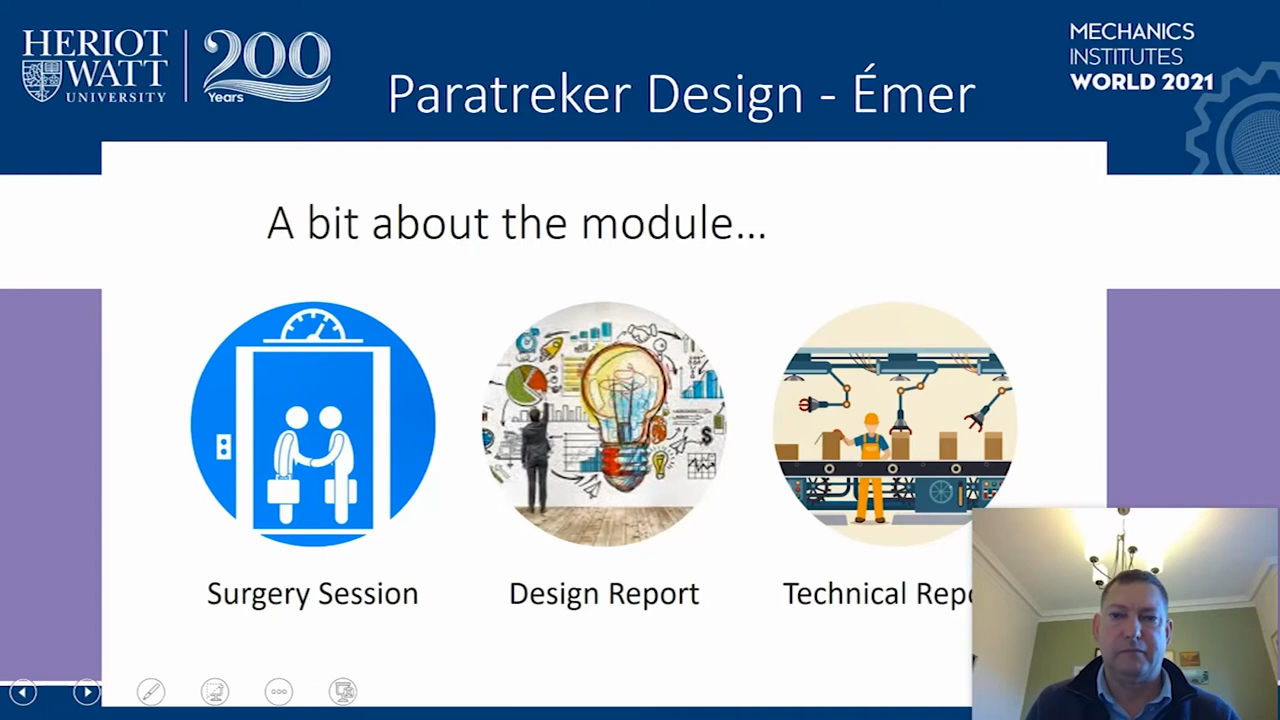 HERIOT
WATT
UNIVERSITY
200
Years
Paratreker Design - Émer
MECHANICS
INSTITUTES
WORLD 2021
A bit about the module...
$
Surgery Session
Design Report
Technical Repo